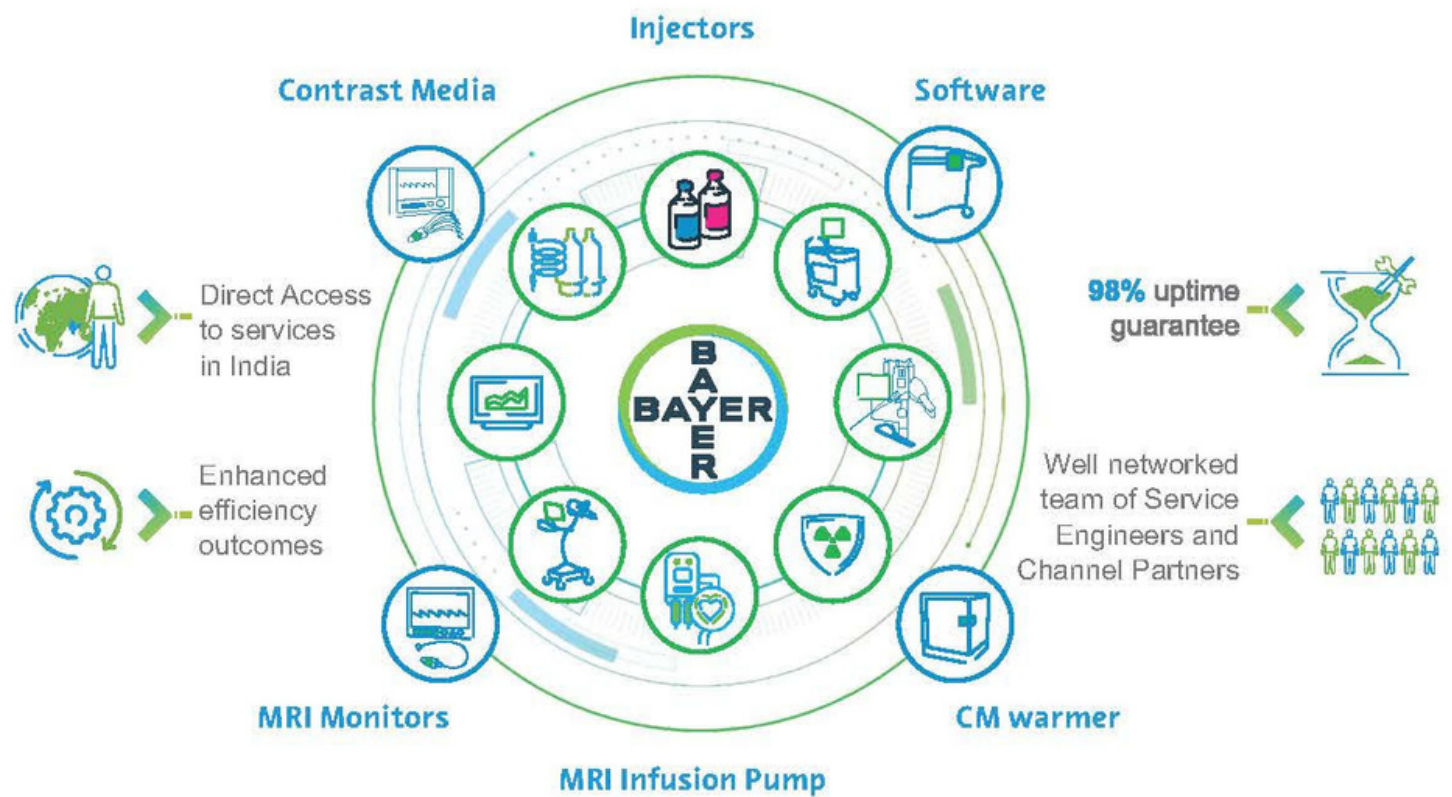 Injectors
Contrast Media
Software
Direct Access
to services
in India
98% uptime
guarantee
BAYER
BAYER
Enhanced
efficiency
outcomes
Well networked
team of Service
Engineers and
Channel Partners
MRI Monitors
CM warmer
MRI Infusion Pump